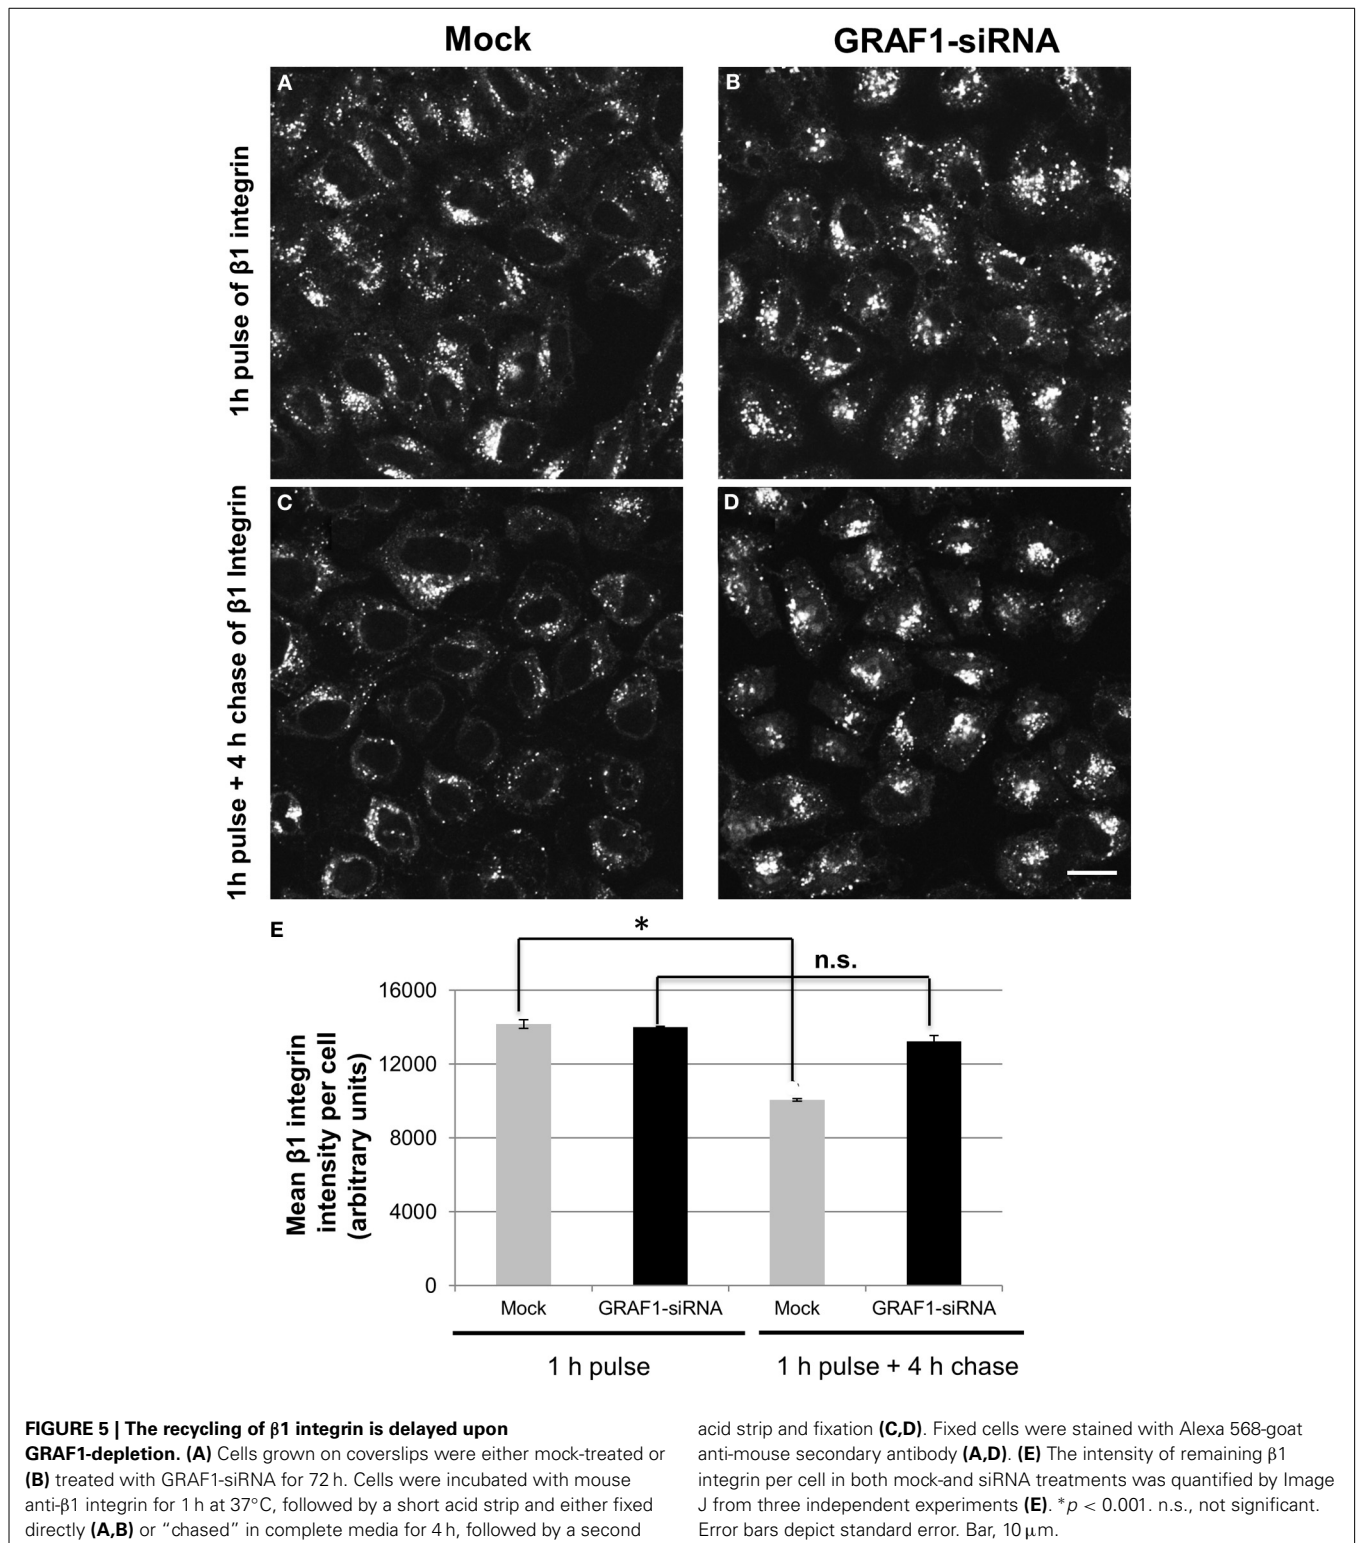 Mock
GRAF1-siRNA
1h pulse of β1 integrin
A
B
1h pulse + 4 h chase of β1 Integrin
C
D
E
*
n.s.
Mean β1 integrin
intensity per cell
(arbitrary units)
16000
12000
8000
4000
0
Mock
GRAF1-siRNA
Mock
GRAF1-siRNA
1 h pulse
1 h pulse + 4 h chase
FIGURE 5 | The recycling of β1 integrin is delayed upon
GRAF1-depletion. (A) Cells grown on coverslips were either mock-treated or
(B) treated with GRAF1-siRNA for 72 h. Cells were incubated with mouse
anti-β1 integrin for 1 h at 37°C, followed by a short acid strip and either fixed
directly (A,B) or “chased” in complete media for 4 h, followed by a second
acid strip and fixation (C,D). Fixed cells were stained with Alexa 568-goat
anti-mouse secondary antibody (A,D). (E) The intensity of remaining β1
integrin per cell in both mock-and siRNA treatments was quantified by Image
J from three independent experiments (E). *p < 0.001. n.s., not significant.
Error bars depict standard error. Bar, 10 μm.